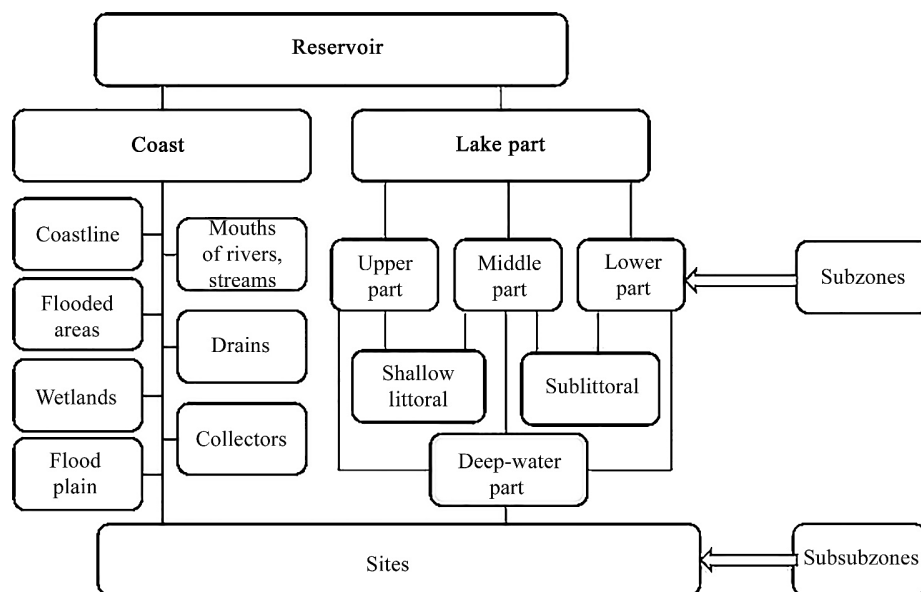 Reservoir
Coast
Lake part
Coastline
Mouths
of rivers,
streams
Upper
part
Middle
part
Lower
part
Subzones
Flooded
areas
Drains
Shallow
littoral
Sublittoral
Wetlands
Collectors
Flood
plain
Deep-water
part
Sites
Subsubzones